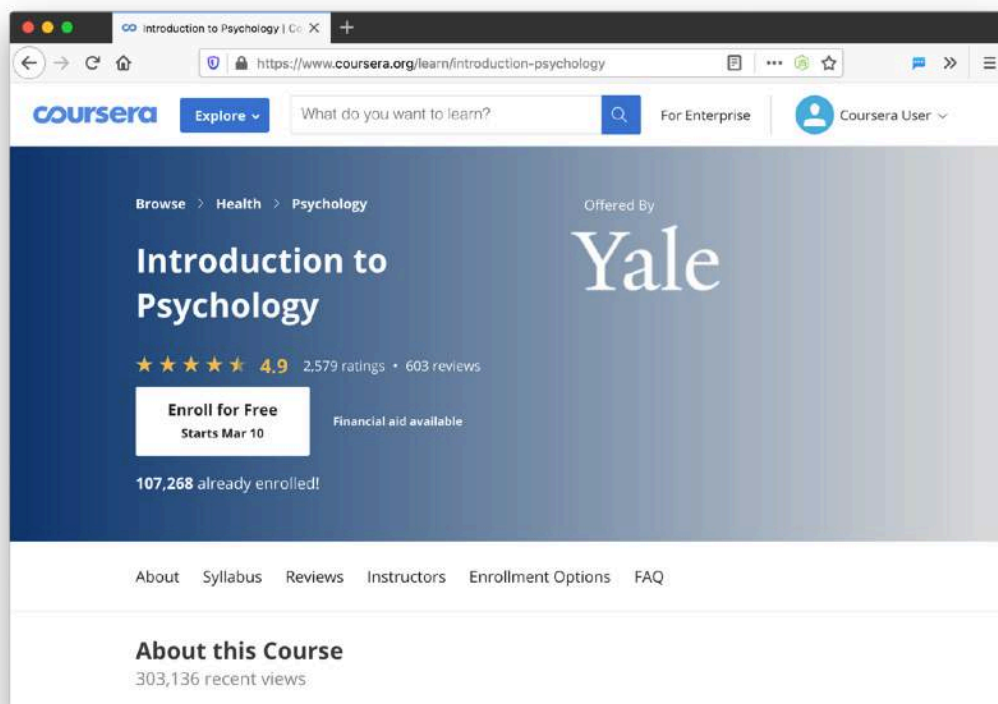 Introduction to Psychology | Co
https://www.coursera.org/learn/introduction-psychology
coursera
Explore
What do you want to learn?
For Enterprise
Coursera User
Browse > Health > Psychology
Offered By
Yale
Introduction to
Psychology
4.9 2,579 ratings • 603 reviews
Enroll for Free
Starts Mar 10
Financial aid available
107,268 already enrolled!
About Syllabus Reviews Instructors Enrollment Options FAQ
About this Course
303,136 recent views